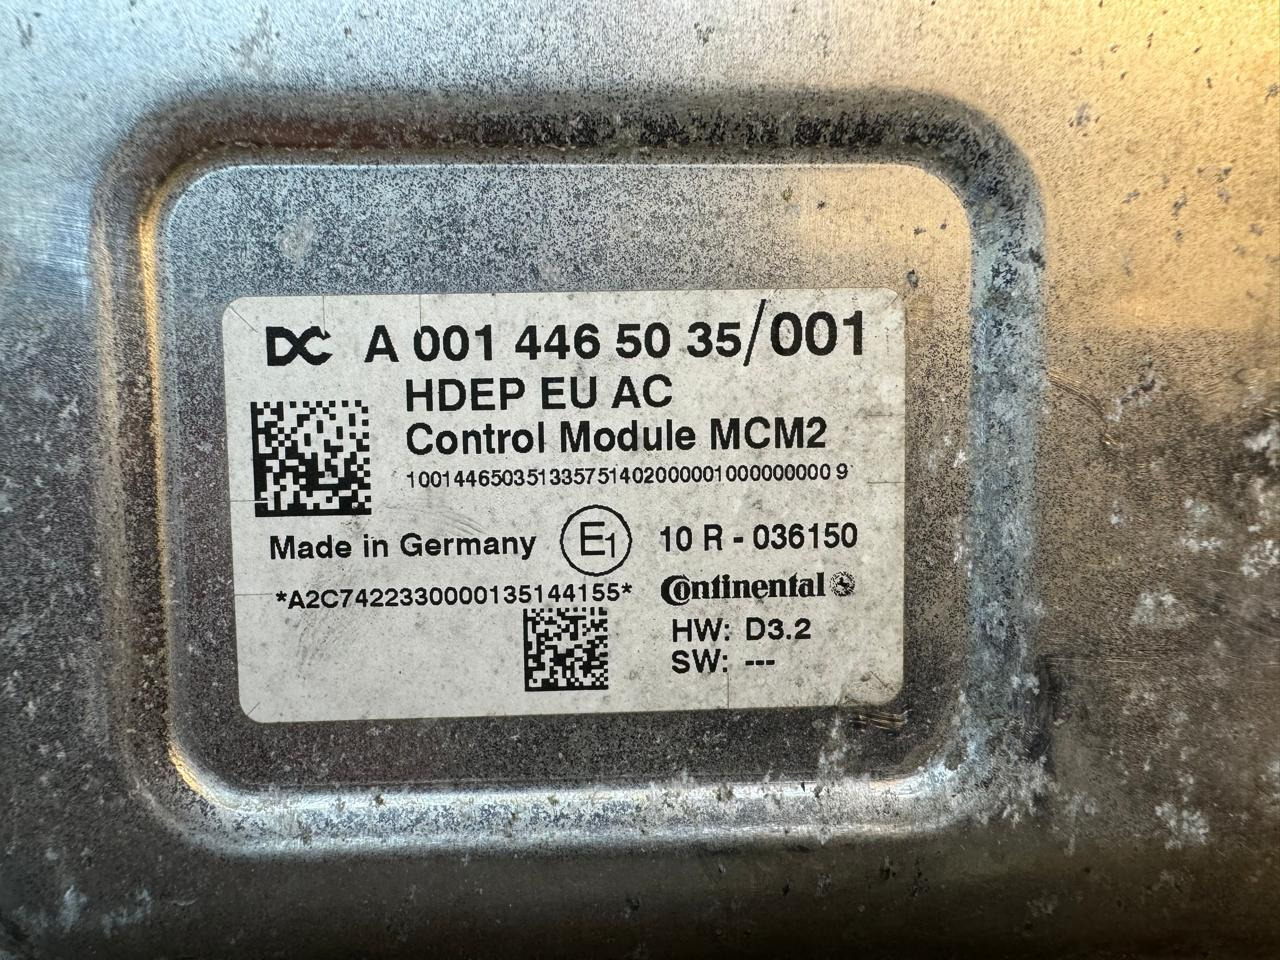 DC A 001 446 50 35/001
HDEP EU AC
Control Module MCM2
10014465035133575140200000100000000 9
Made in Germany E1 10 R - 036150
*A2C7422330000135144155* Continental
HW: D3.2
SW: ---